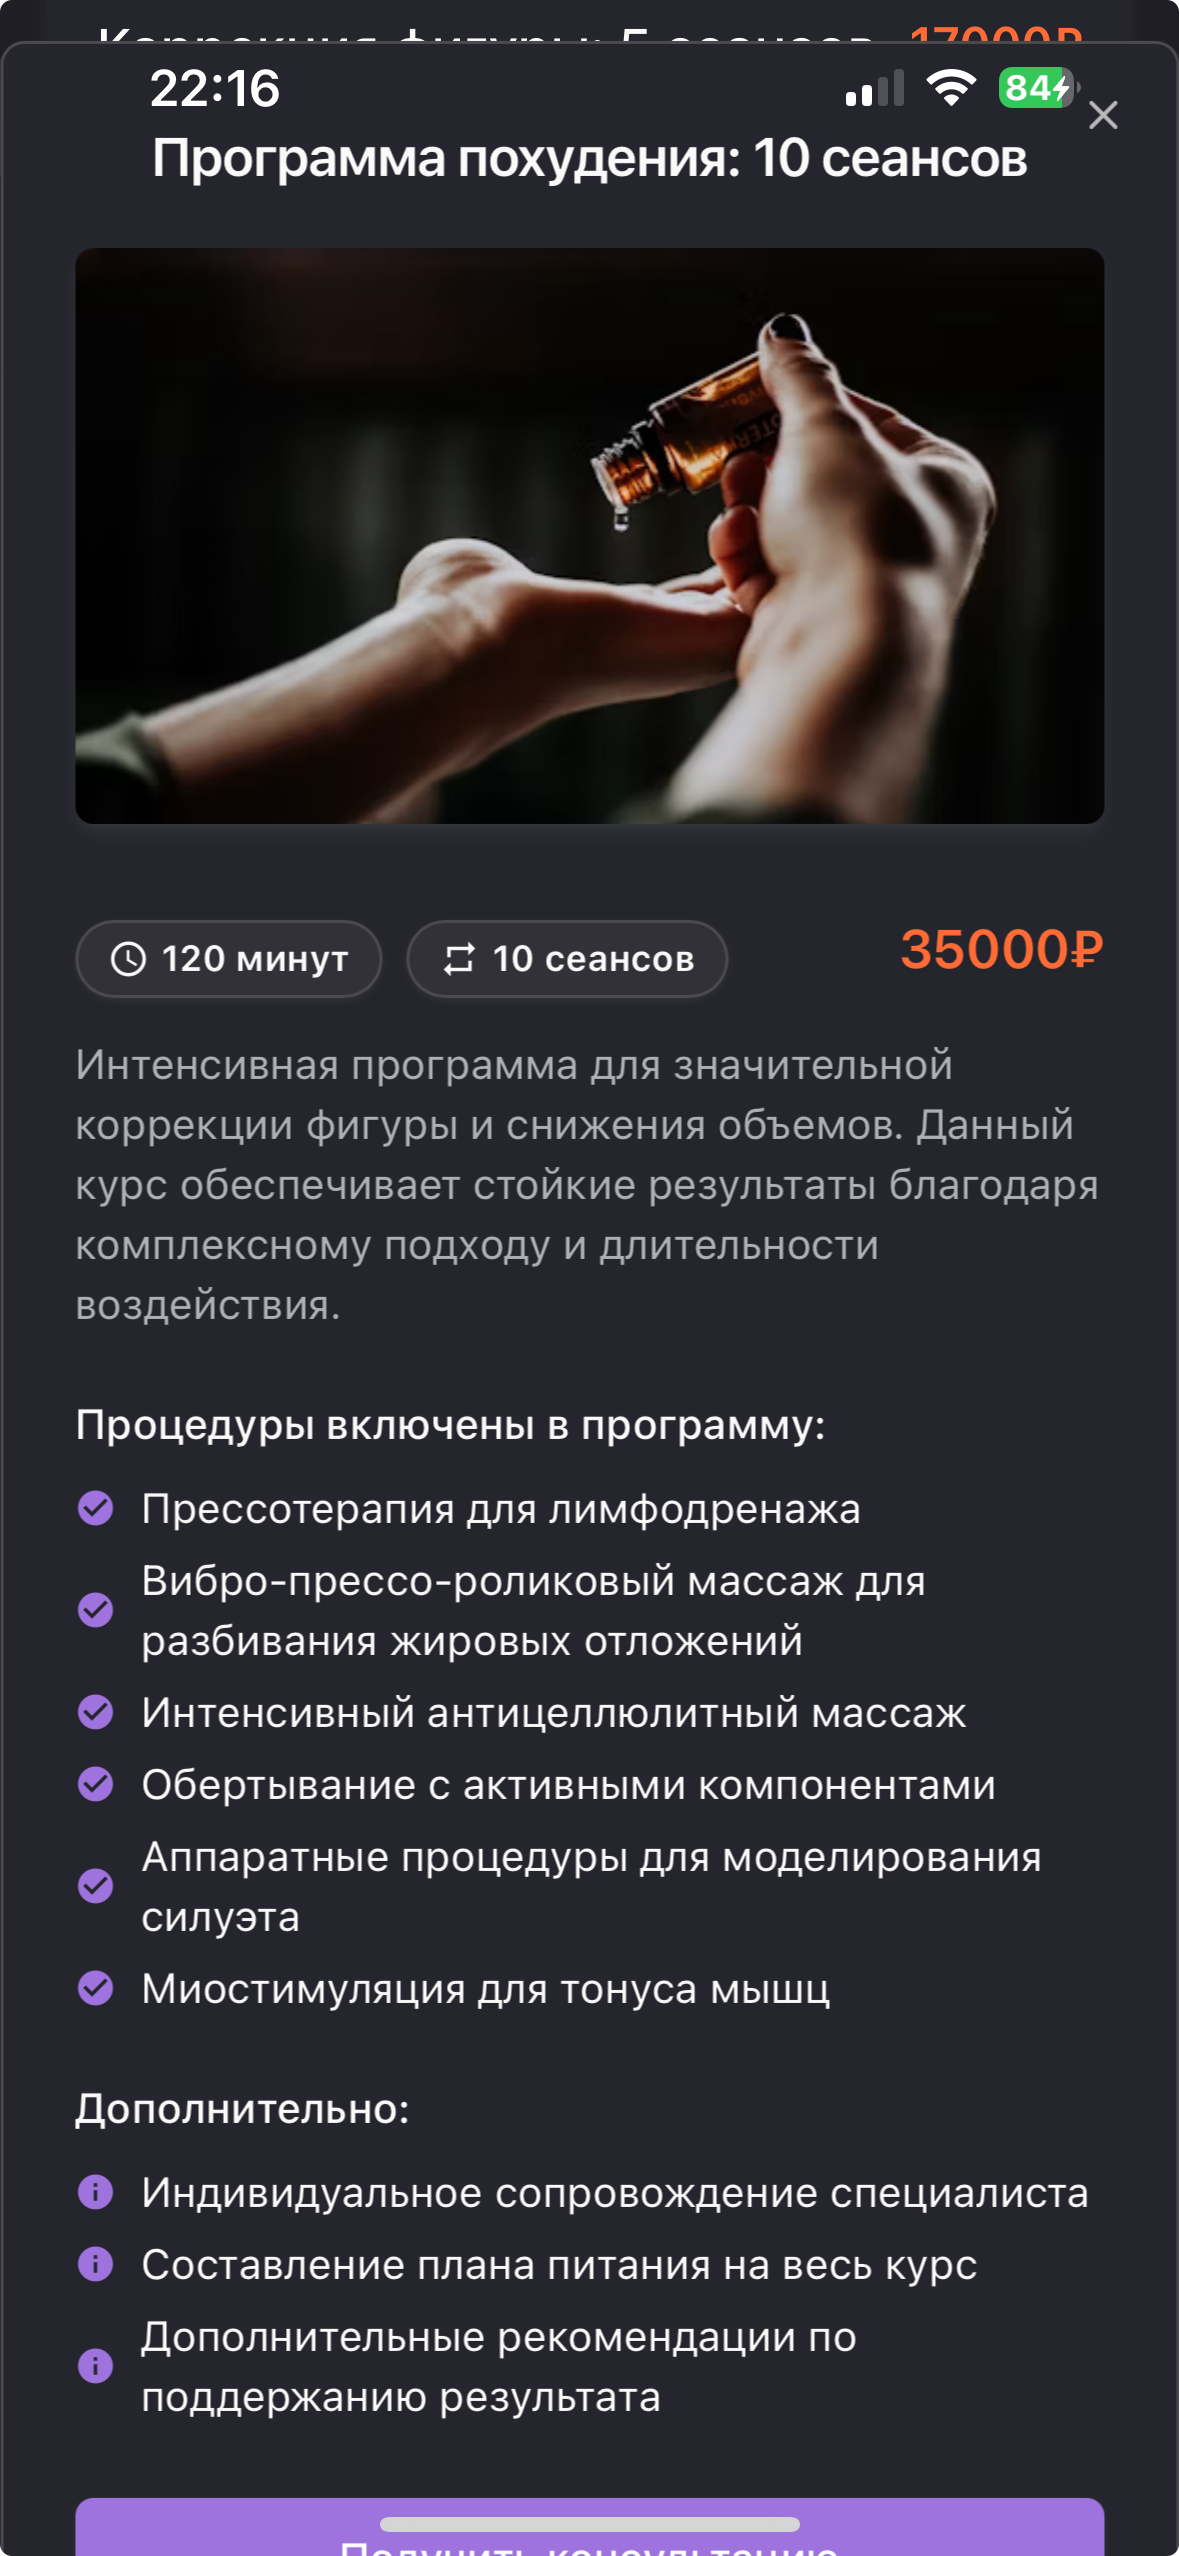 Коррекция фигуры: 5 сеансов 17000₽
22:16
84
Программа похудения: 10 сеансов
120 минут
10 сеансов
35000₽
Интенсивная программа для значительной
коррекции фигуры и снижения объемов. Данный
курс обеспечивает стойкие результаты благодаря
комплексному подходу и длительности
воздействия.
Процедуры включены в программу:
Прессотерапия для лимфодренажа
Вибро-прессо-роликовый массаж для
разбивания жировых отложений
Интенсивный антицеллюлитный массаж
Обертывание с активными компонентами
Аппаратные процедуры для моделирования
силуэта
Миостимуляция для тонуса мышц
Дополнительно:
Индивидуальное сопровождение специалиста
Составление плана питания на весь курс
Дополнительные рекомендации по
поддержанию результата
Получить консультацию